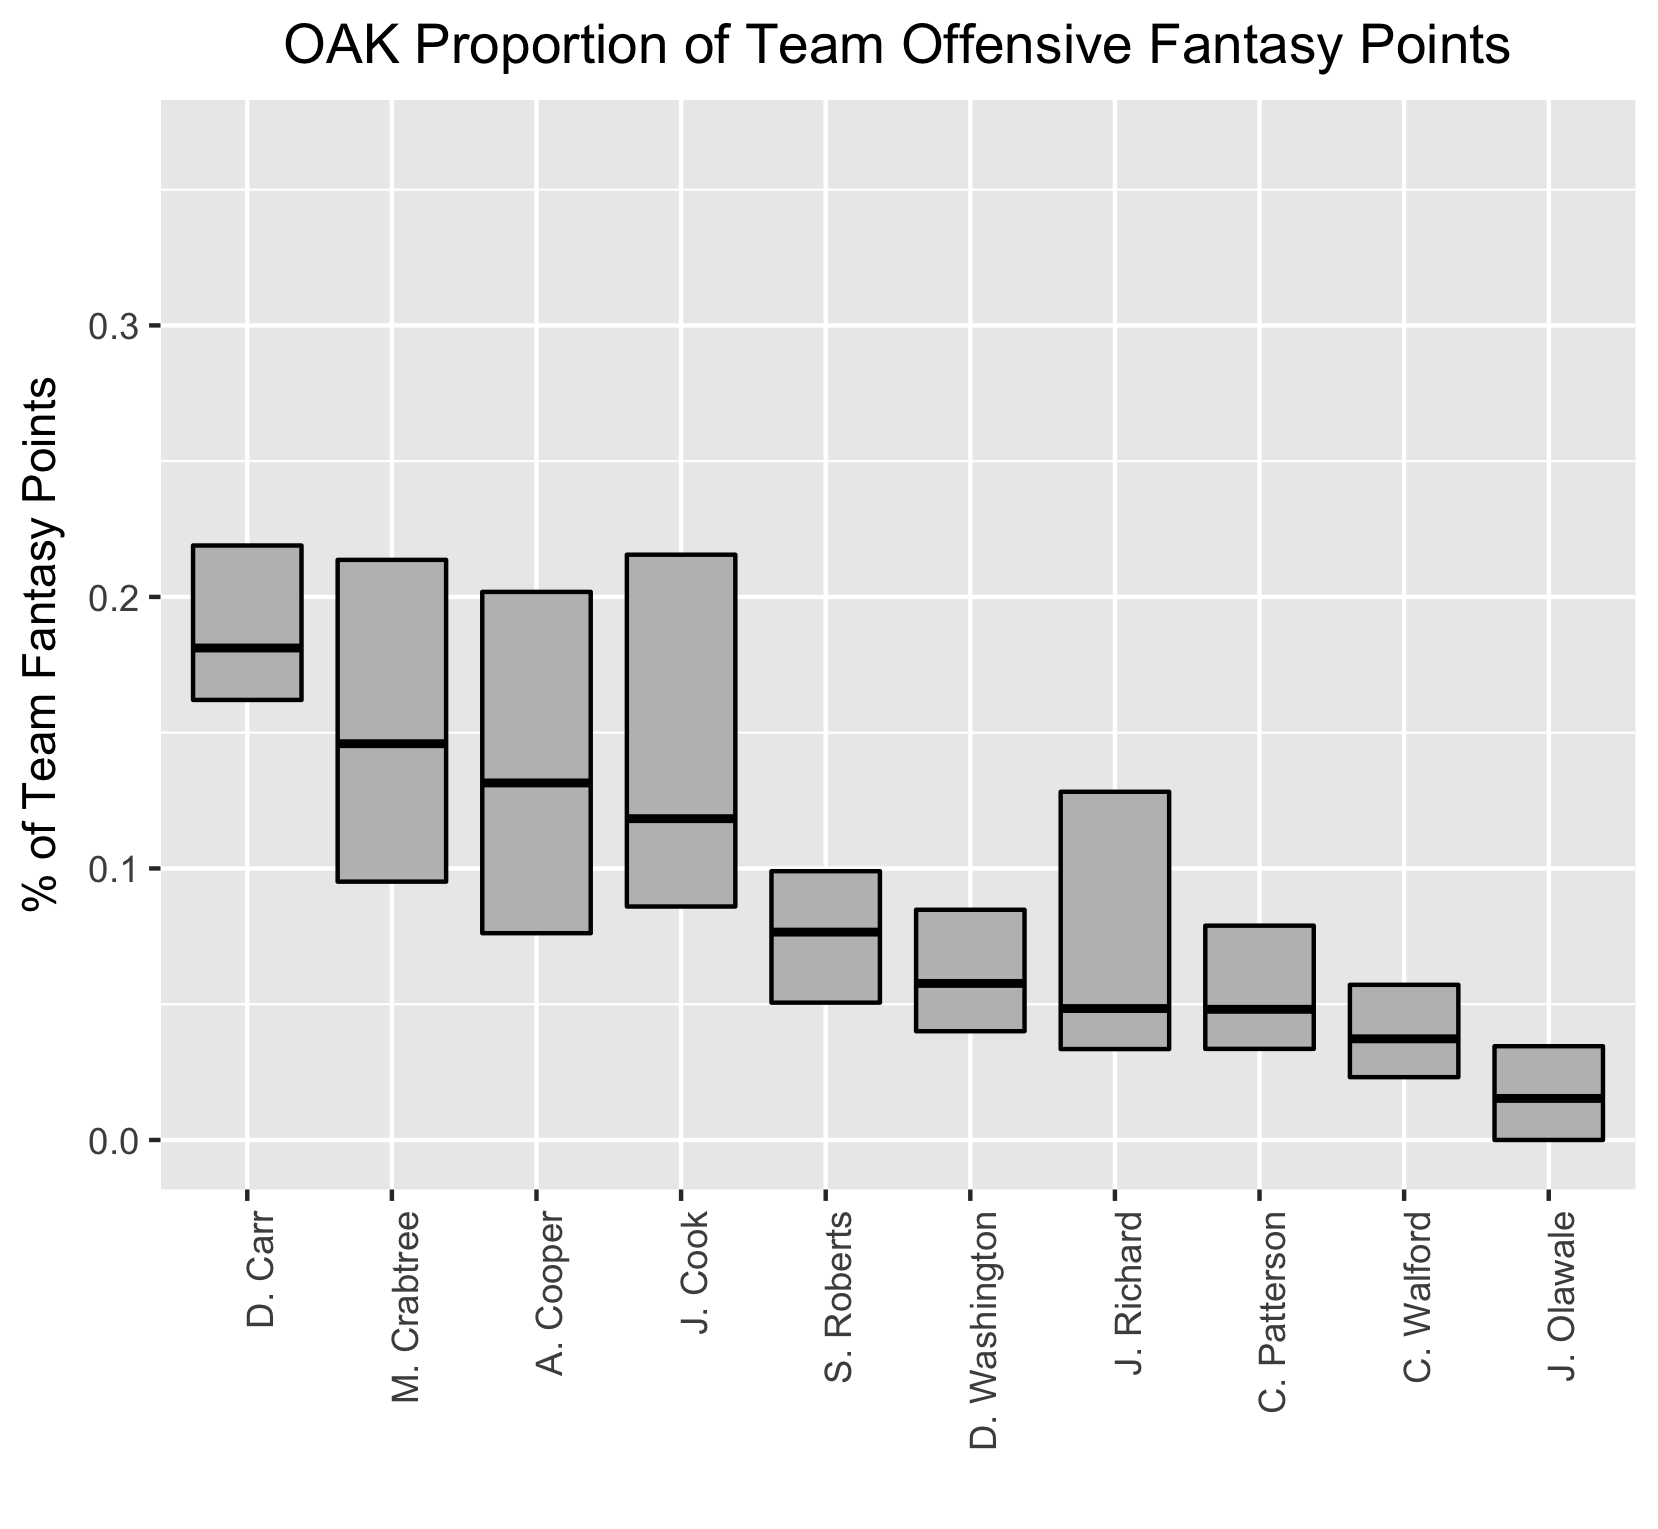 OAK Proportion of Team Offensive Fantasy Points
% of Team Fantasy Points
0.3
0.2
0.1
0.0
D. Carr
M. Crabtree
A. Cooper
J. Cook
S. Roberts
D. Washington
J. Richard
C. Patterson
C. Walford
J. Olawale